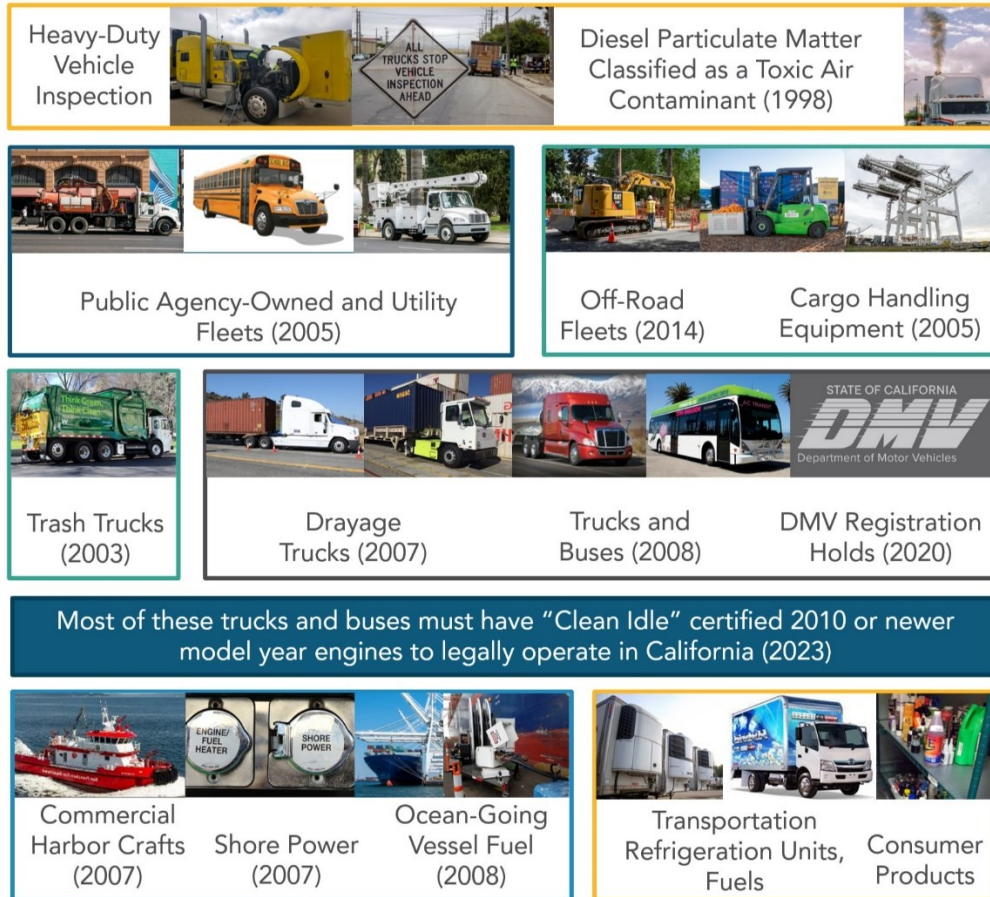 Heavy-Duty
Vehicle
Inspection
ALL
TRUCKS STOP
VEHICLE
INSPECTION
AHEAD
Diesel Particulate Matter
Classified as a Toxic Air
Contaminant (1998)
Public Agency-Owned and Utility
Fleets (2005)
CAT
Off-Road
Fleets (2014)
Cargo Handling
Equipment (2005)
Think Green.
Think Clean.
W
Trash Trucks
(2003)
AC TRANSIT
STATE OF CALIFORNIA
DMV
Department of Motor Vehicles
Drayage
Trucks (2007)
Trucks and
Buses (2008)
DMV Registration
Holds (2020)
Most of these trucks and buses must have “Clean Idle” certified 2010 or newer
model year engines to legally operate in California (2023)
ENGINE/
FUEL
HEATER
SHORE
POWER
Commercial
Harbor Crafts
(2007)
Shore Power
(2007)
Ocean-Going
Vessel Fuel
(2008)
Transportation
Refrigeration Units,
Fuels
Consumer
Products